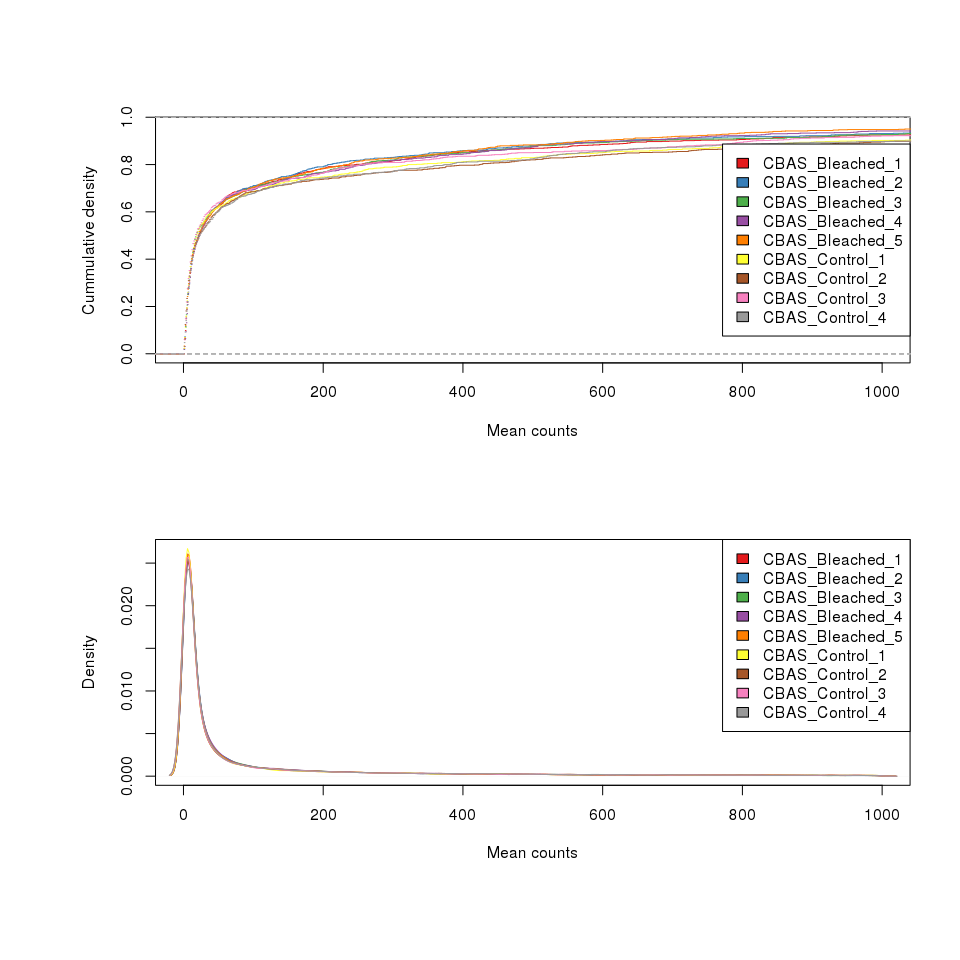 Cummulative density
1.0
0.8
0.6
0.4
0.2
0.0
CBAS_Bleached_1
CBAS_Bleached_2
CBAS_Bleached_3
CBAS_Bleached_4
CBAS_Bleached_5
CBAS_Control_1
CBAS_Control_2
CBAS_Control_3
CBAS_Control_4
0 200 400 600 800 1000
Mean counts
Density
0.020
0.010
0.000
CBAS_Bleached_1
CBAS_Bleached_2
CBAS_Bleached_3
CBAS_Bleached_4
CBAS_Bleached_5
CBAS_Control_1
CBAS_Control_2
CBAS_Control_3
CBAS_Control_4
0 200 400 600 800 1000
Mean counts